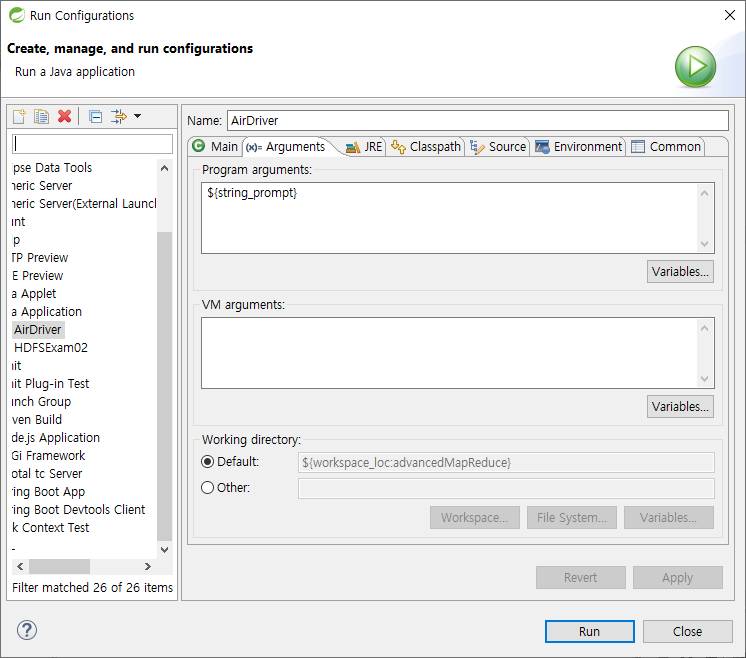 Run Configurations
Create, manage, and run configurations
Run a Java application
Name: AirDriver
Main (x)= Arguments JRE Classpath Source Environment Common
pse Data Tools
neric Server
neric Server(External Launcl
int
p
TP Preview
E Preview
a Applet
a Application
AirDriver
HDFSExam02
nit
it Plug-in Test
unch Group
ven Build
de.js Application
Gi Framework
otal tc Server
ring Boot App
ring Boot Devtools Client
k Context Test
Filter matched 26 of 26 items
Program arguments:
${string_prompt}
Variables...
VM arguments:
Variables...
Working directory:
Default: ${workspace_loc:advancedMapReduce}
Other:
Workspace... File System... Variables...
Revert Apply
Run Close